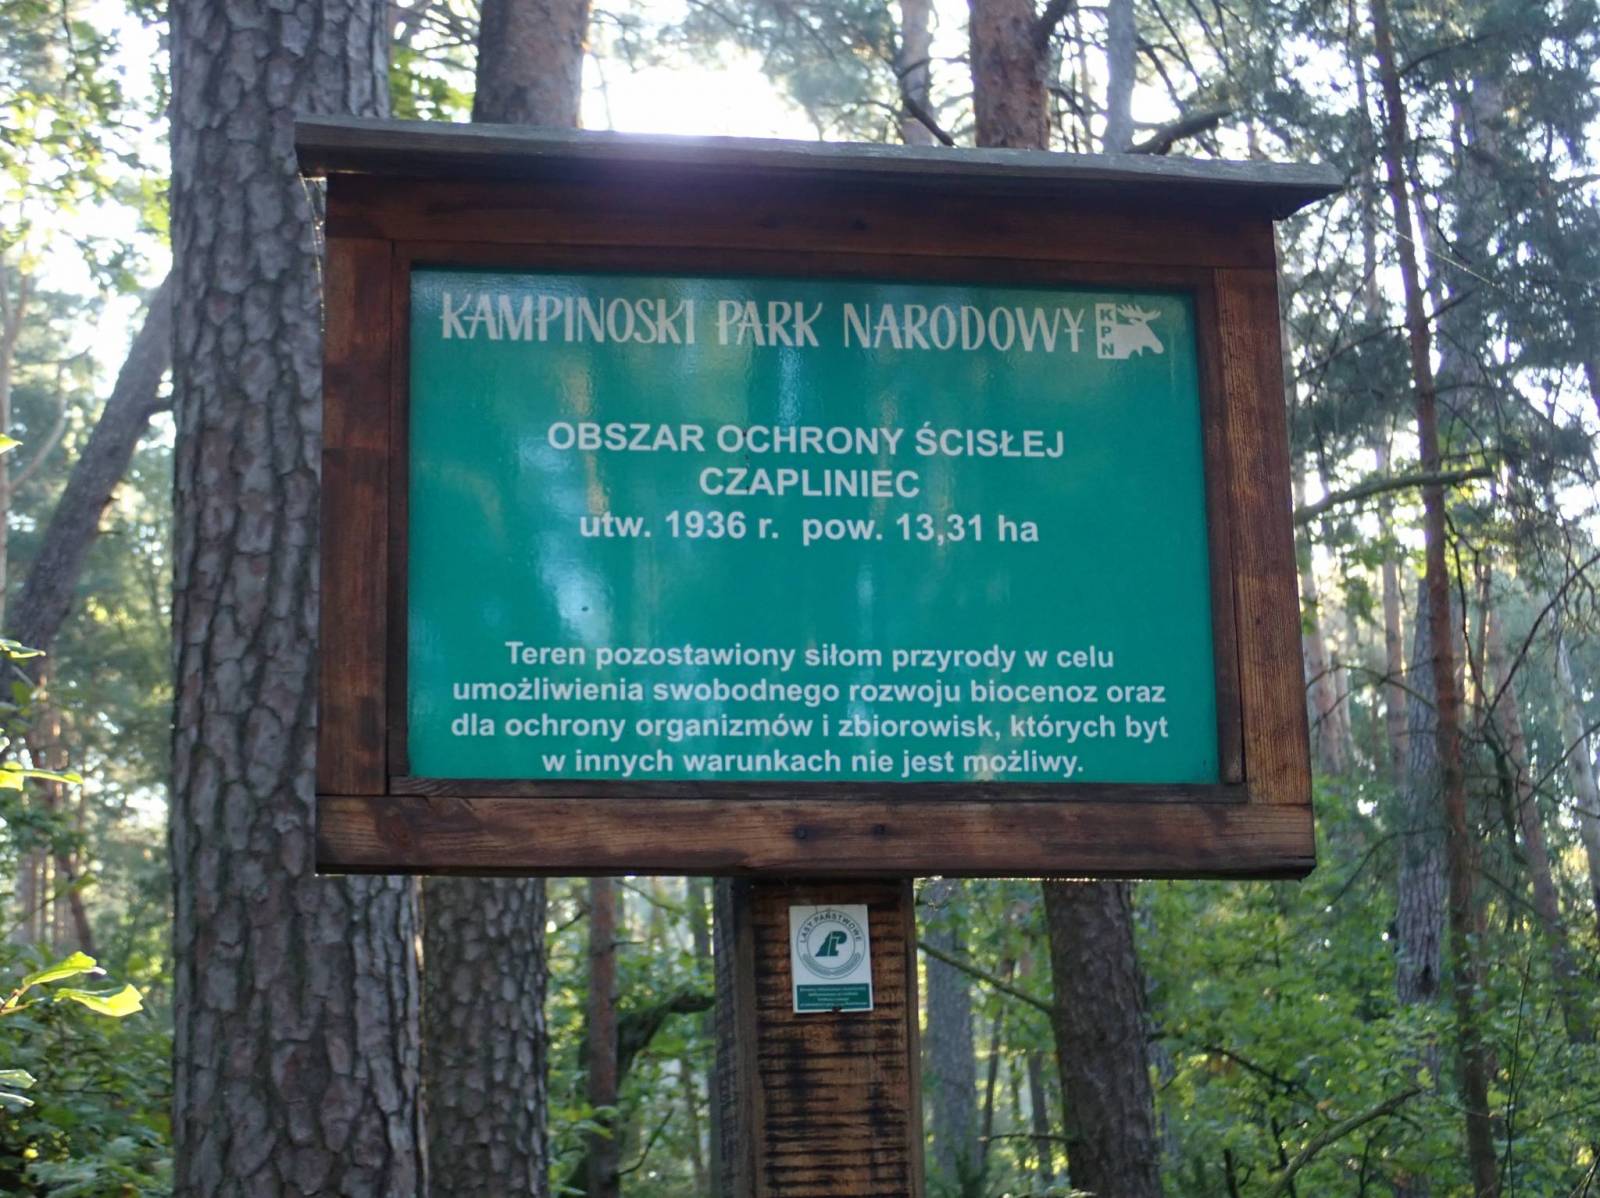 KAMPINOSKI PARK NARODOWY KPN
OBSZAR OCHRONY ŚCISŁEJ
CZAPLINIEC
utw. 1936 r. pow. 13,31 ha
Teren pozostawiony siłom przyrody w celu
umożliwienia swobodnego rozwoju biocenoz oraz
dla ochrony organizmów i zbiorowisk, których byt
w innych warunkach nie jest możliwy.
LASY PAŃSTWOWE